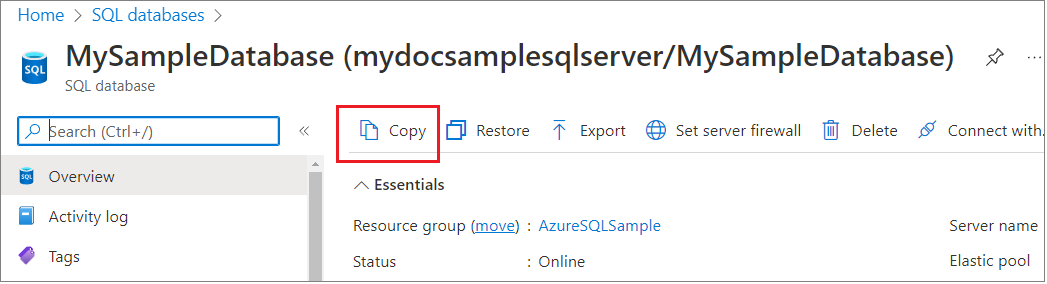 Home > SQL databases >
MySampleDatabase (mydocsamplesqlserver/MySampleDatabase) ...
SQL
SQL database
Search (Ctrl+/) «
Copy Restore Export Set server firewall Delete Connect with.
SQL Overview
Essentials
Activity log
Resource group (move) : AzureSQLSample Server name
Tags
Status : Online Elastic pool